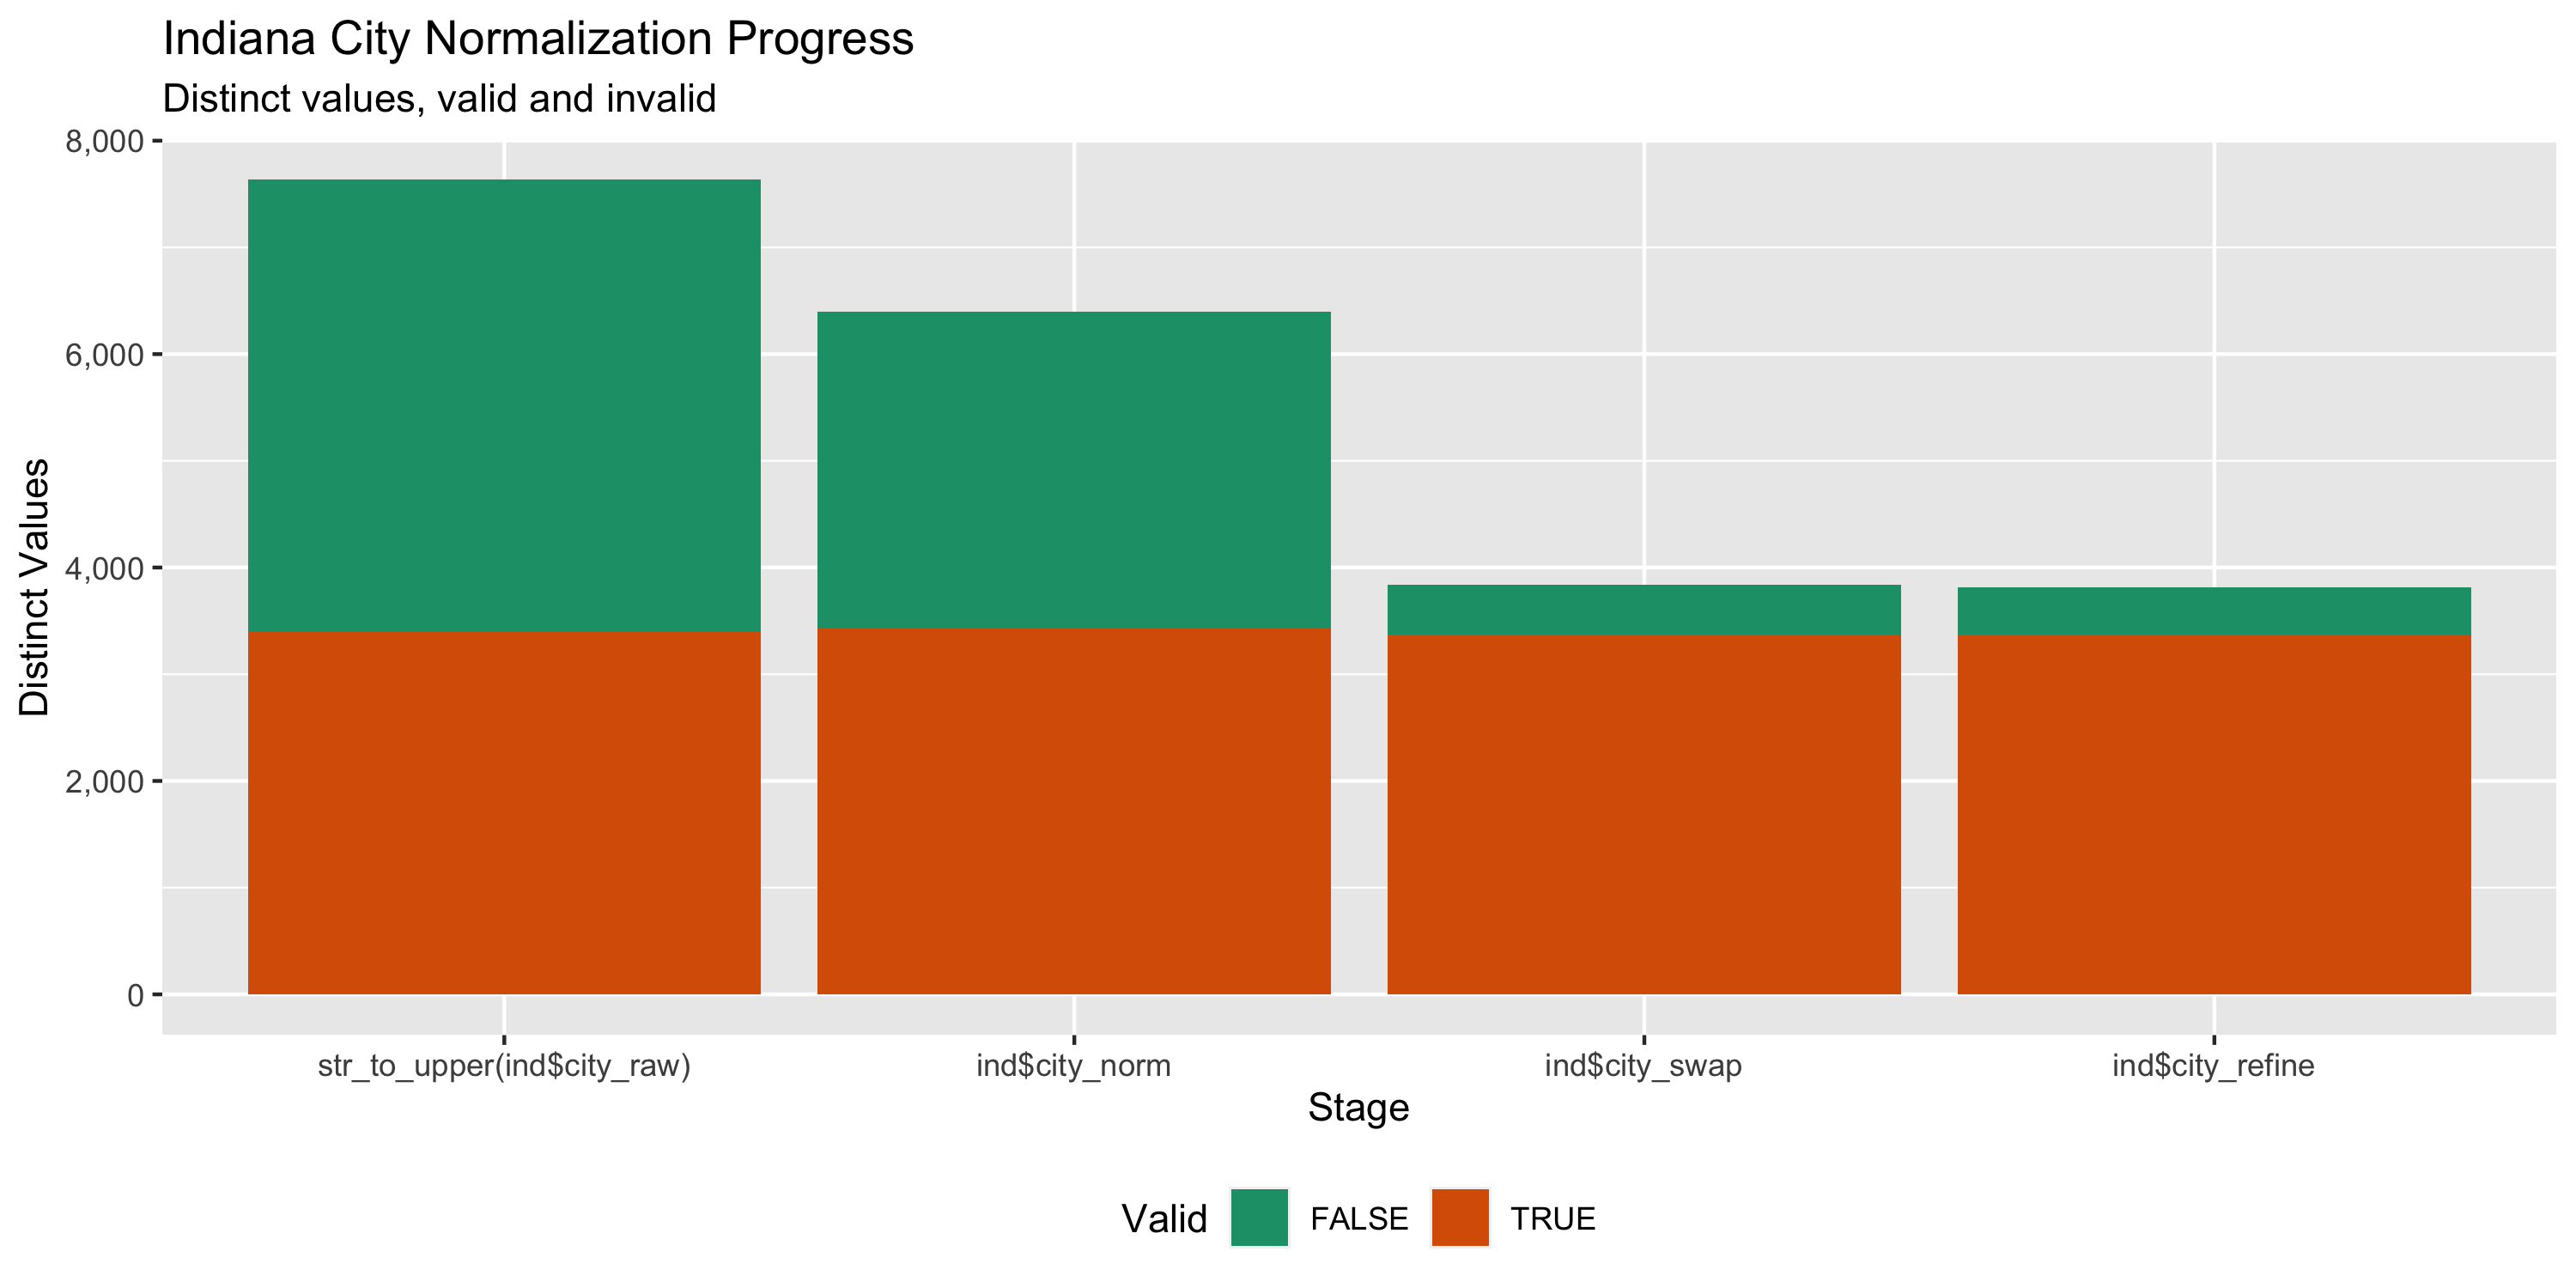 Indiana City Normalization Progress
Distinct values, valid and invalid
8,000
6,000
4,000
2,000
0
Distinct Values
str_to_upper(ind$city_raw)
ind$city_norm
ind$city_swap
ind$city_refine
Stage
Valid
FALSE
TRUE